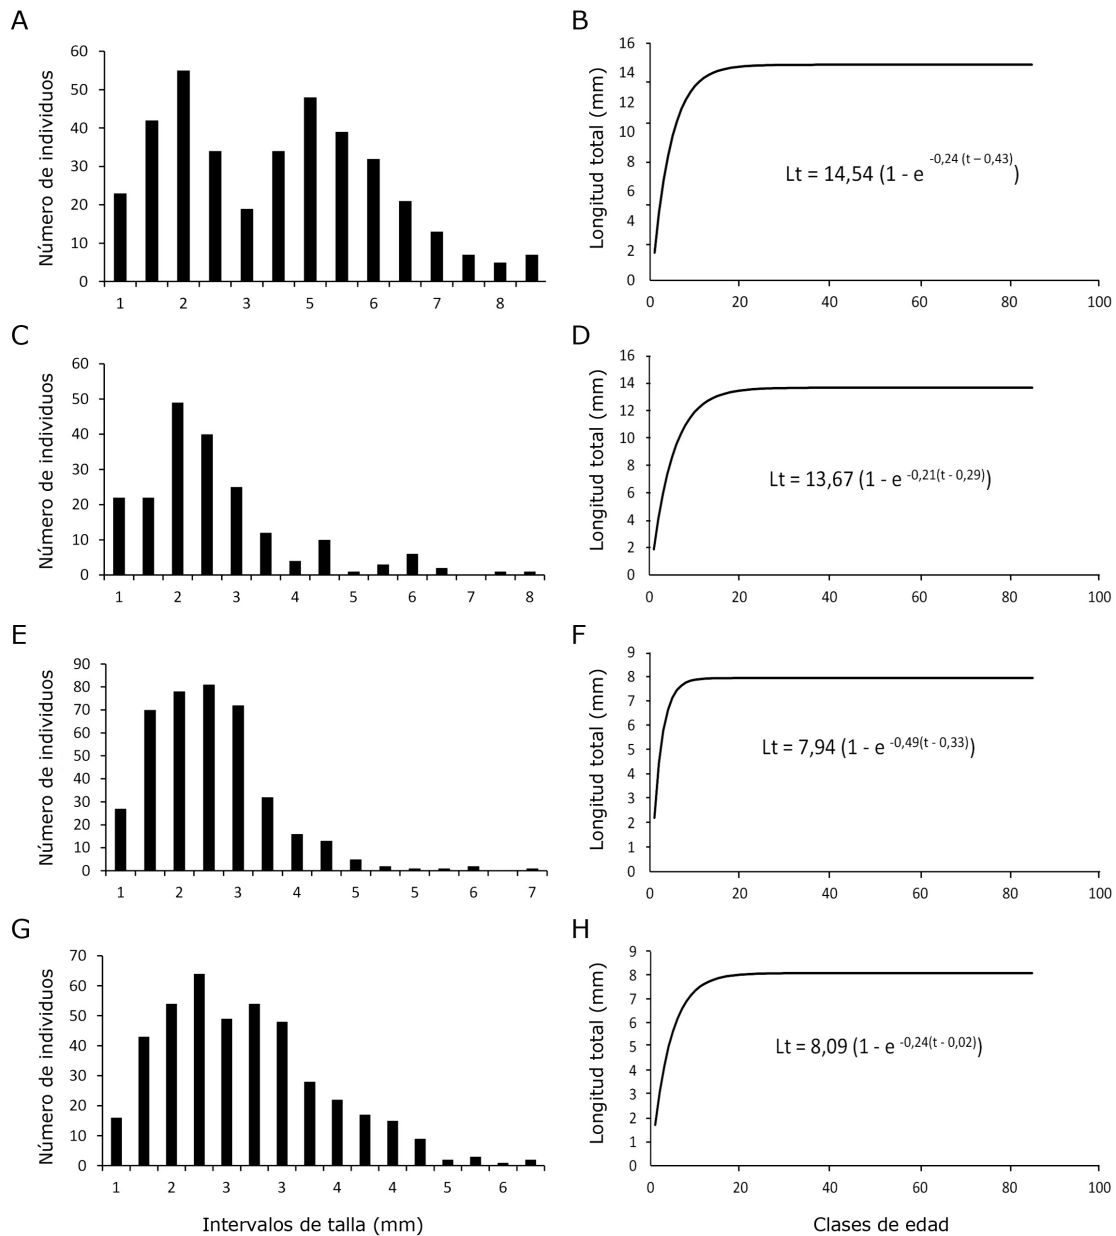 A
Número de individuos
60
50
40
30
20
10
0
1 2 3 5 6 7 8
B
Longitud total (mm)
16
14
12
10
8
6
4
2
0
Lt = 14,54 (1 - e -0,24 (t – 0,43))
0 20 40 60 80 100
C
Número de individuos
60
50
40
30
20
10
0
1 2 3 4 5 6 7 8
D
Longitud total (mm)
16
14
12
10
8
6
4
2
0
Lt = 13,67 (1 - e -0,21(t - 0,29))
0 20 40 60 80 100
E
Número de individuos
90
80
70
60
50
40
30
20
10
0
1 2 3 4 5 6 7
F
Longitud total (mm)
9
8
7
6
5
4
3
2
1
0
Lt = 7,94 (1 - e -0,49(t - 0,33))
0 20 40 60 80 100
G
Número de individuos
70
60
50
40
30
20
10
0
1 2 3 3 4 4 5 6
Intervalos de talla (mm)
H
Longitud total (mm)
9
8
7
6
5
4
3
2
1
0
Lt = 8,09 (1 - e -0,24(t - 0,02))
0 20 40 60 80 100
Clases de edad